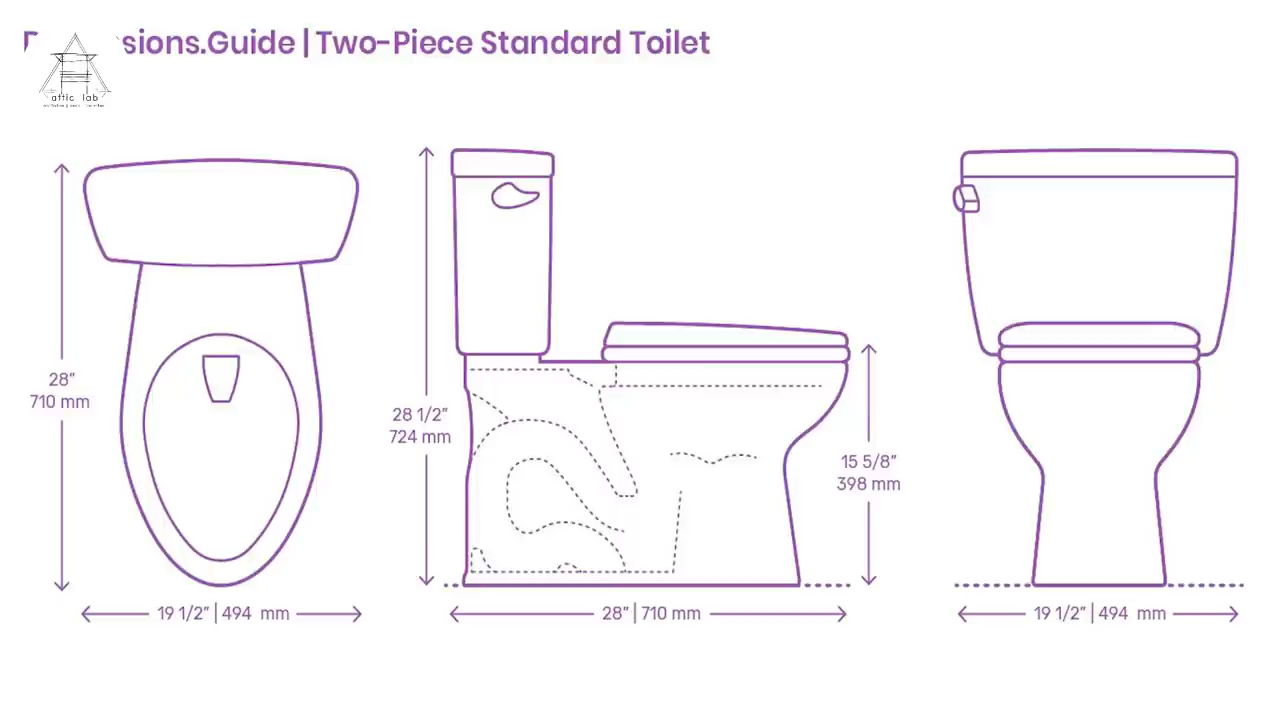 sions.Guide | Two-Piece Standard Toilet
attic lab
28"
710 mm
19 1/2" | 494 mm
28 1/2"
724 mm
15 5/8"
398 mm
28" | 710 mm
19 1/2" | 494 mm